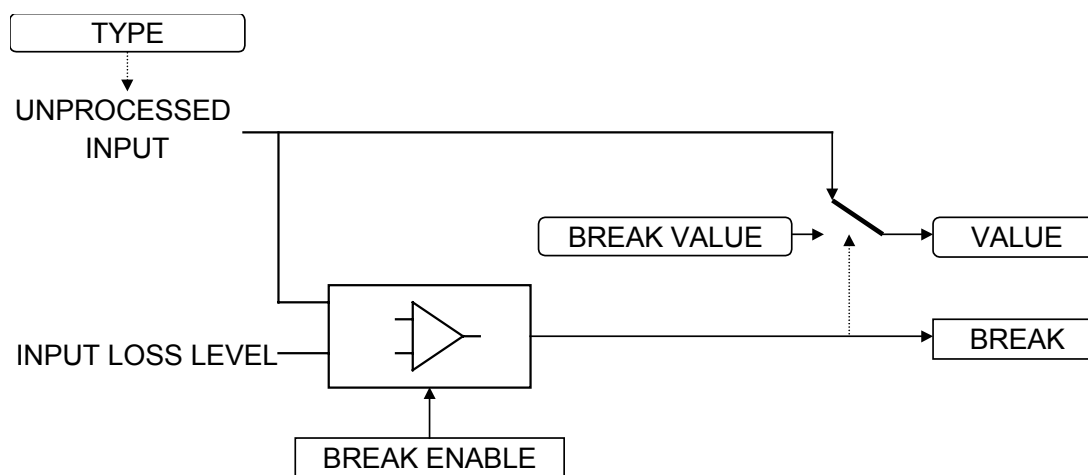 TYPE
UNPROCESSED
INPUT
BREAK VALUE
VALUE
INPUT LOSS LEVEL
BREAK
BREAK ENABLE